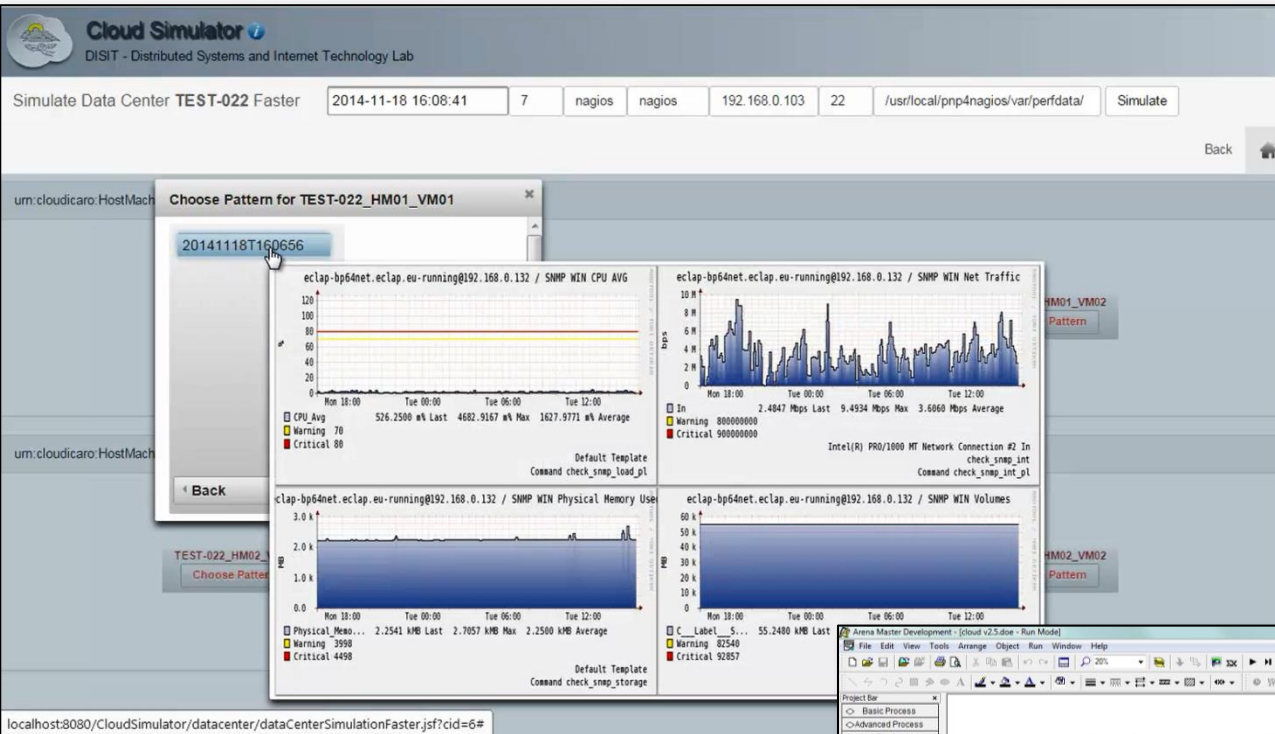 Cloud Simulator
DISIT - Distributed Systems and Internet Technology Lab
Simulate Data Center TEST-022 Faster 2014-11-18 16:08:41 7 nagios nagios 192.168.0.103 22 /usr/local/pnp4nagios/var/perfdata/ Simulate
Back
urn:cloudicaro:HostMach
Choose Pattern for TEST-022_HM01_VM01
20141118T160656
eclap-bp64net.eclap.eu-running@192.168.0.132 / SNMP WIN CPU AVG
120
100
80
60
40
20
0
%
Mon 18:00 Tue 00:00 Tue 06:00 Tue 12:00
CPU_Avg 526.2500 m% Last 4682.9167 m% Max 1627.9771 m% Average
Warning 70
Critical 80
Default Template
Command check_snmp_load_pl
eclap-bp64net.eclap.eu-running@192.168.0.132 / SNMP WIN Net Traffic
10 M
8 M
6 M
4 M
2 M
0
bps
Mon 18:00 Tue 00:00 Tue 06:00 Tue 12:00
In 2.4847 Mbps Last 9.4934 Mbps Max 3.6060 Mbps Average
Warning 800000000
Critical 900000000
Intel(R) PRO/1000 MT Network Connection #2 In
check_snmp_int
Command check_snmp_int_pl
HM01_VM02
Pattern
urn:cloudicaro:HostMach
Back
clap-bp64net.eclap.eu-running@192.168.0.132 / SNMP WIN Physical Memory Use
3.0 k
2.0 k
1.0 k
0.0
MB
Mon 18:00 Tue 00:00 Tue 06:00 Tue 12:00
Physical_Memo... 2.2541 kMB Last 2.7057 kMB Max 2.2500 kMB Average
Warning 3998
Critical 4498
Default Template
Command check_snmp_storage
eclap-bp64net.eclap.eu-running@192.168.0.132 / SNMP WIN Volumes
60 k
50 k
40 k
30 k
20 k
10 k
0
MB
Mon 18:00 Tue 00:00 Tue 06:00 Tue 12:00
C__Label__S... 55.2480 kMB Last
Warning 82540
Critical 92857
TEST-022_HM02_V
Choose Patter
HM02_VM02
Pattern
Arena Master Development - [cloud v2.5.doe - Run Mode]
File Edit View Tools Arrange Object Run Window Help
20%
Project Bar
Basic Process
Advanced Process
localhost:8080/CloudSimulator/datacenter/dataCenterSimulationFaster.jsf?cid=6#